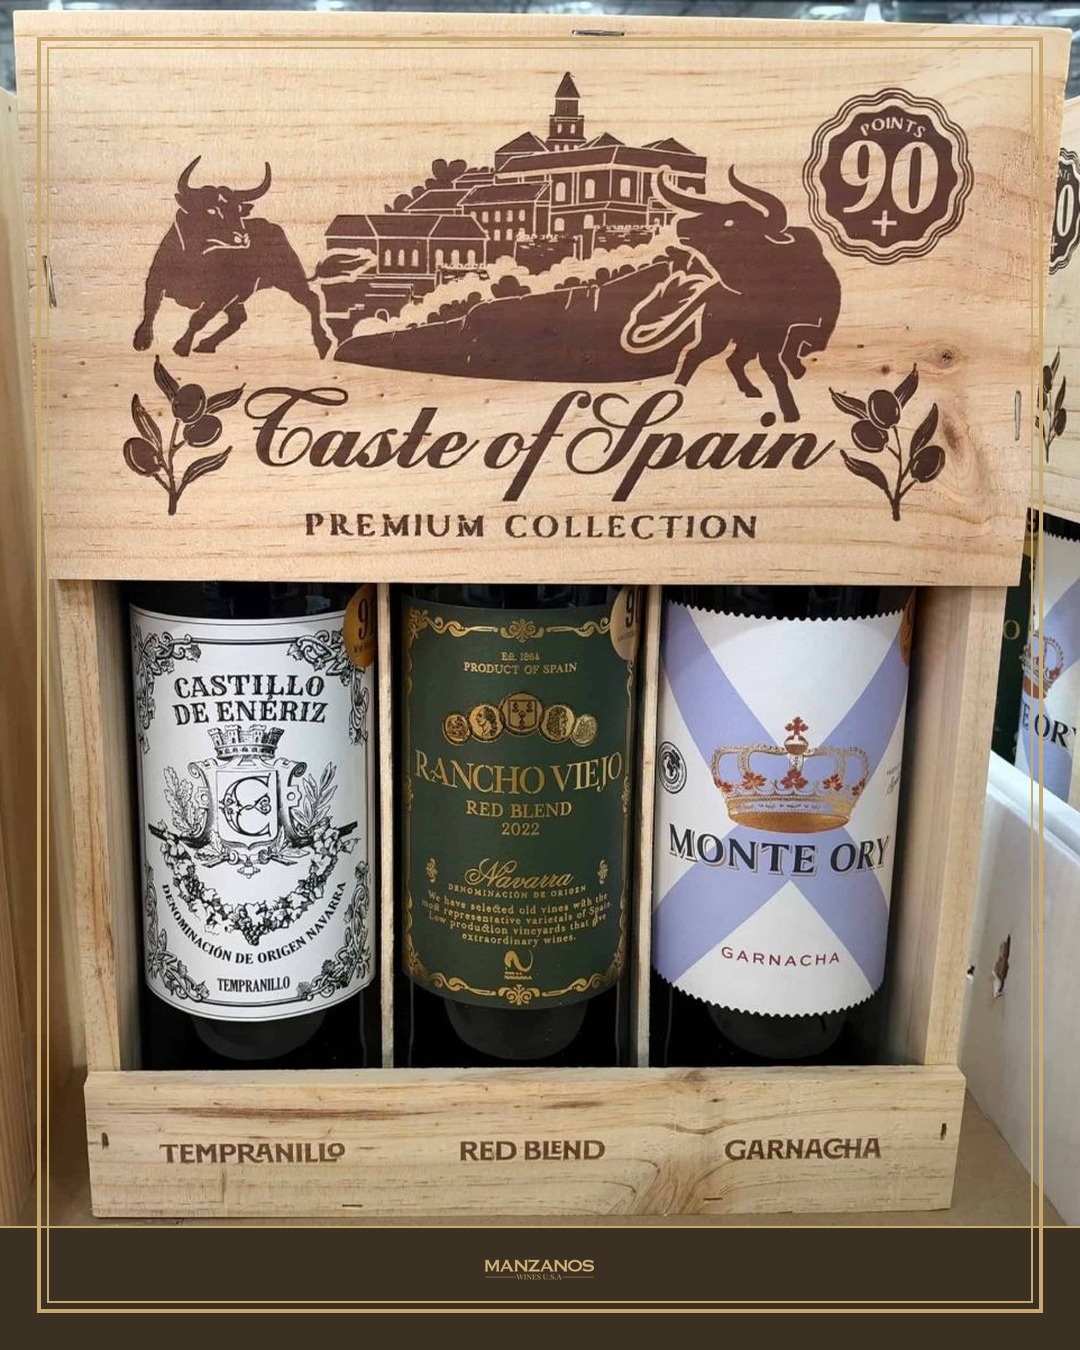 POINTS
90
+
Taste of Spain
PREMIUM COLLECTION
CASTILLO
DE ENÉRIZ
DENOMINACIÓN DE ORIGEN NAVARRA
TEMPRANILLO
Est. 1864
PRODUCT OF SPAIN
RANCHO VIEJO
RED BLEND
2022
Navarra
DENOMINACIÓN DE ORIGEN
We have selected old vines with the
most representative varietals of Spain.
Low production vineyards that give
extraordinary wines.
MONTE ORY
GARNACHA
TEMPRANILLO
RED BLEND
GARNACHA
MANZANOS
WINES U.S.A